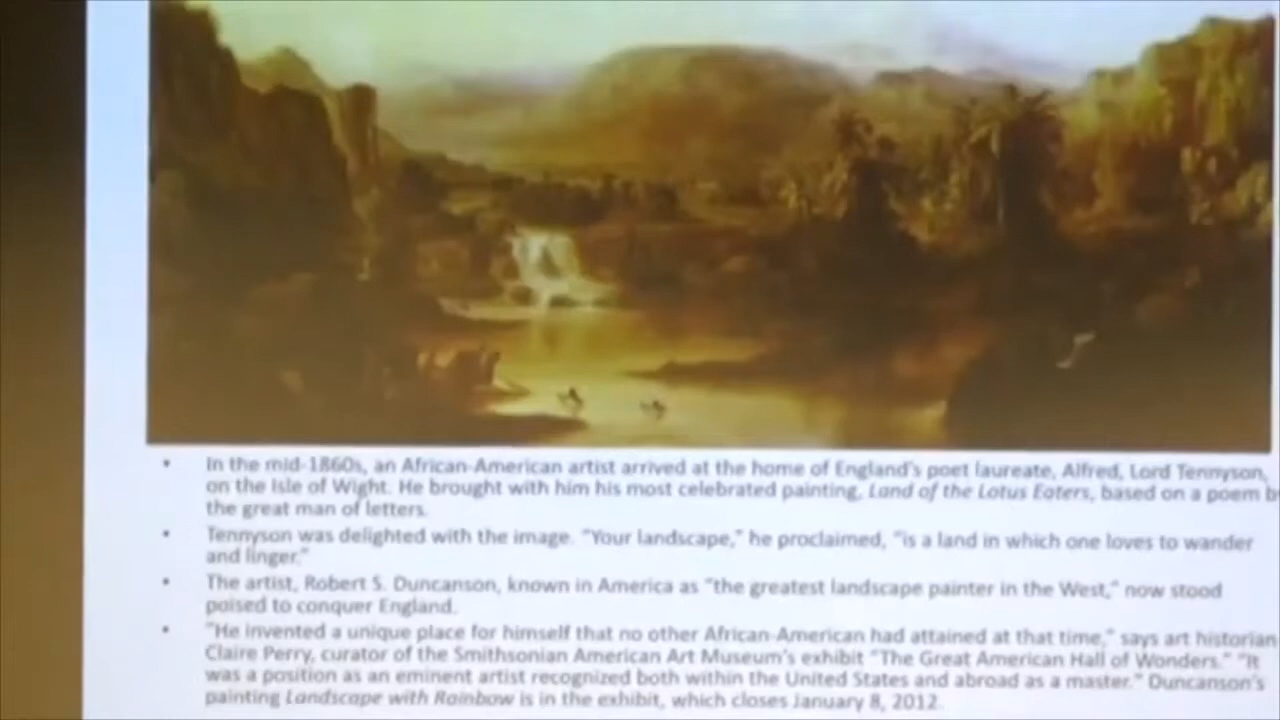 • In the mid-1860s, an African-American artist arrived at the home of England's poet laureate, Alfred, Lord Tennyson,
on the Isle of Wight. He brought with him his most celebrated painting, Land of the Lotus Eaters, based on a poem b
the great man of letters.
• Tennyson was delighted with the image. "Your landscape," he proclaimed, "is a land in which one loves to wander
and linger."
• The artist, Robert S. Duncanson, known in America as "the greatest landscape painter in the West," now stood
poised to conquer England.
• "He invented a unique place for himself that no other African-American had attained at that time," says art historian
Claire Perry, curator of the Smithsonian American Art Museum's exhibit "The Great American Hall of Wonders." "It
was a position as an eminent artist recognized both within the United States and abroad as a master." Duncanson's
painting Landscape with Rainbow is in the exhibit, which closes January 8, 2012.